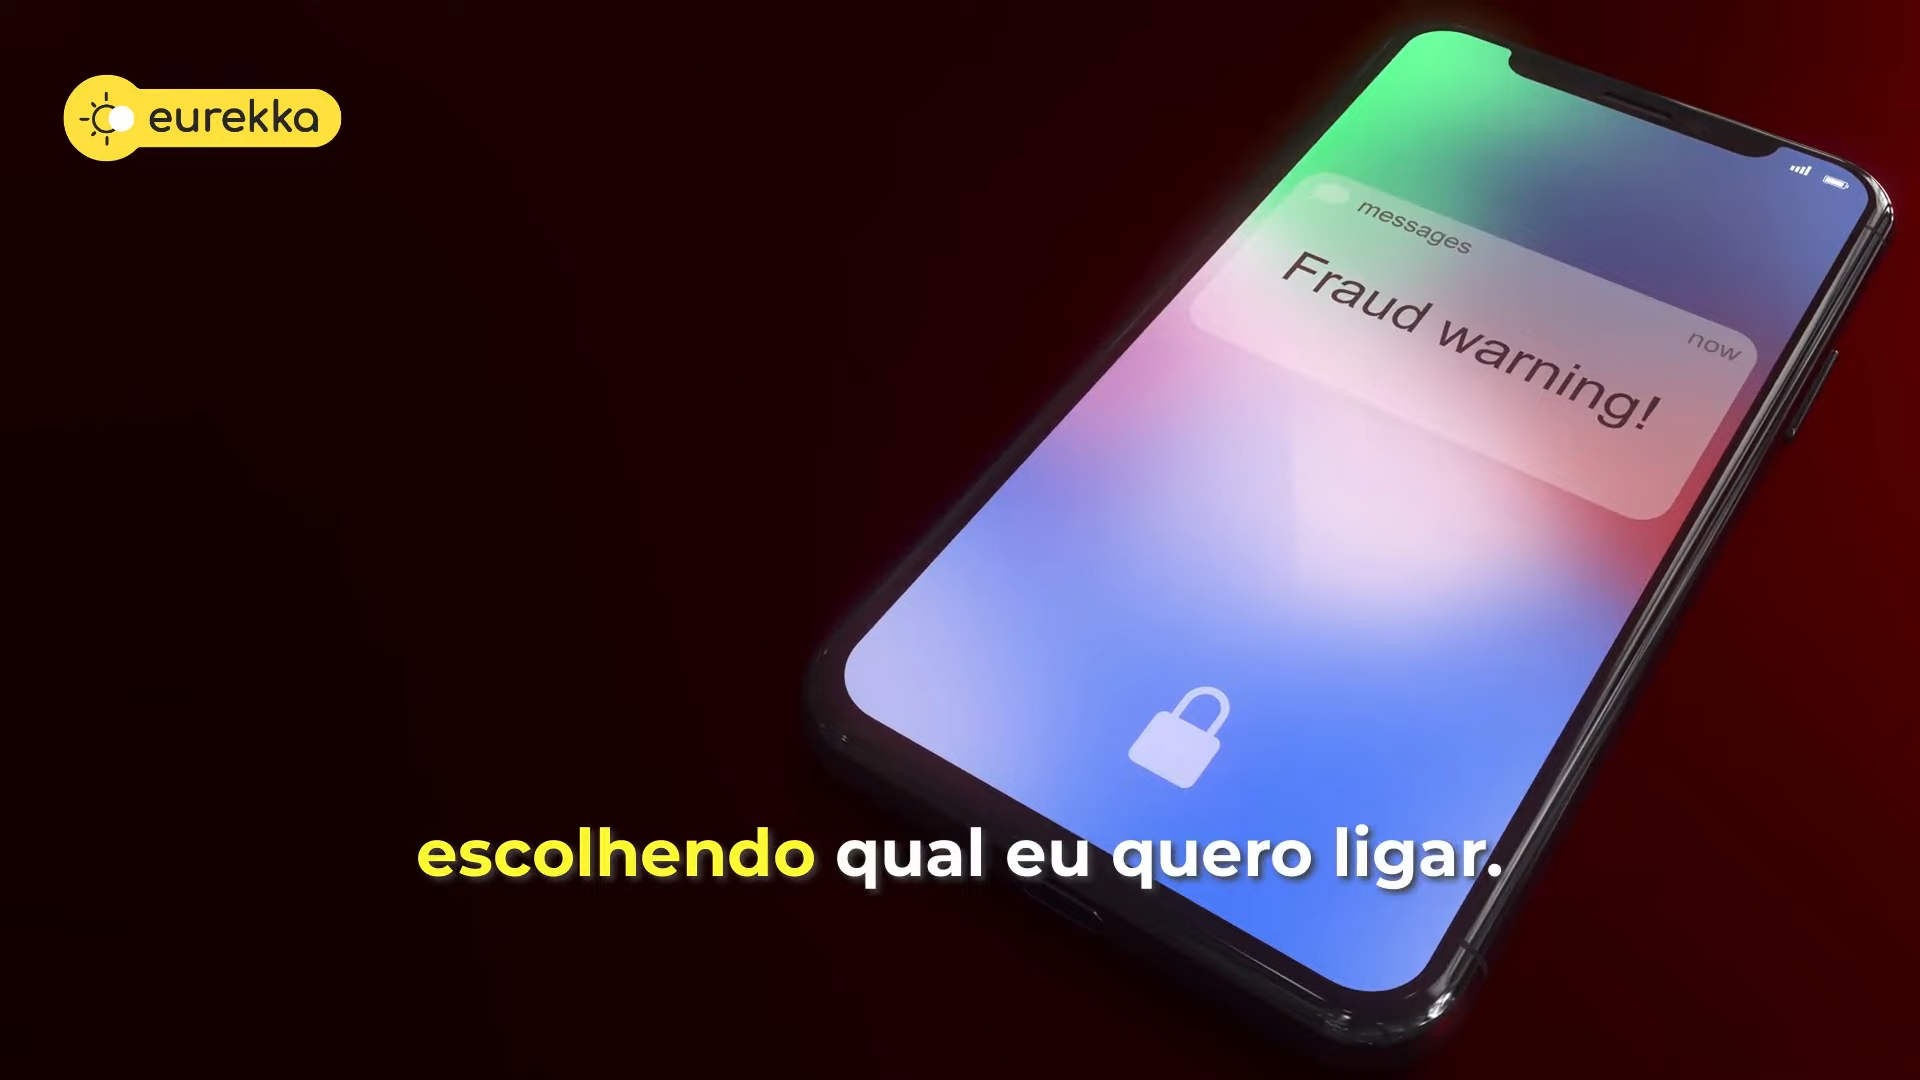 eurekka
messages
now
Fraud warning!
escolhendo qual eu quero ligar.